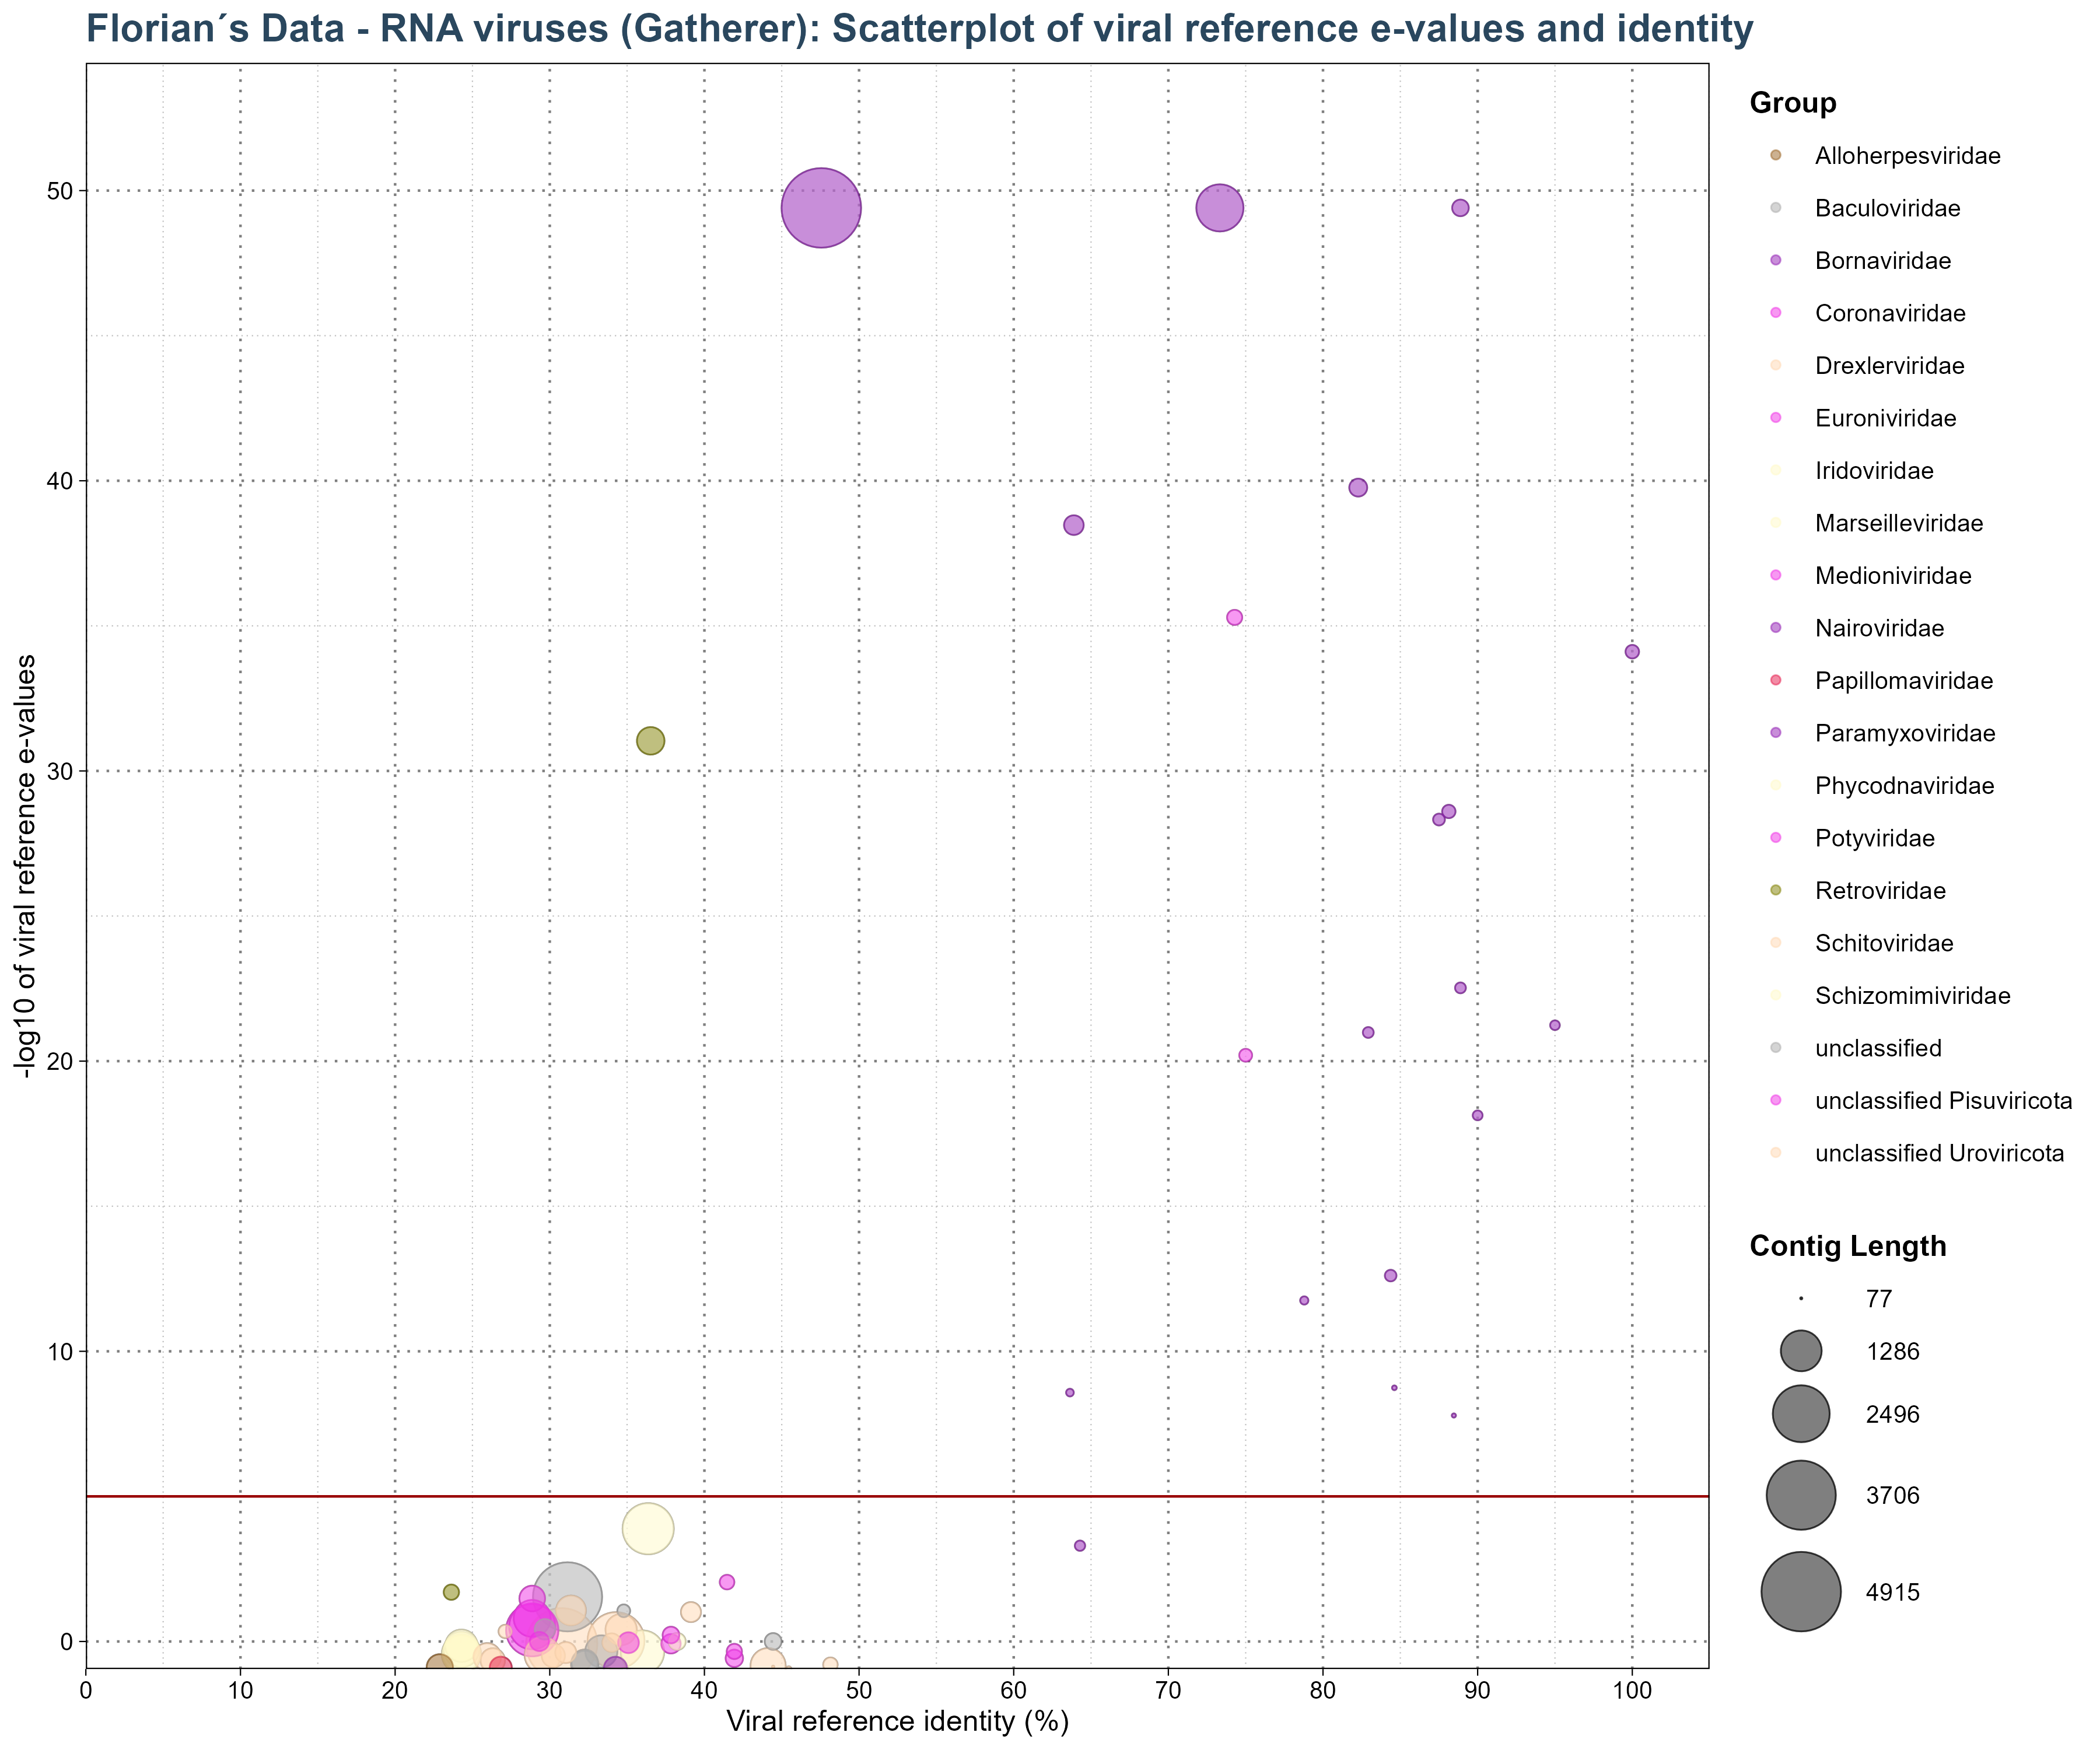 Florian´s Data - RNA viruses (Gatherer): Scatterplot of viral reference e-values and identity
-log10 of viral reference e-values
50
40
30
20
10
0
0 10 20 30 40 50 60 70 80 90 100
Viral reference identity (%)
Group
Alloherpesviridae
Baculoviridae
Bornaviridae
Coronaviridae
Drexlerviridae
Euroniviridae
Iridoviridae
Marseilleviridae
Medioniviridae
Nairoviridae
Papillomaviridae
Paramyxoviridae
Phycodnaviridae
Potyviridae
Retroviridae
Schitoviridae
Schizomimiviridae
unclassified
unclassified Pisuviricota
unclassified Uroviricota
Contig Length
77
1286
2496
3706
4915